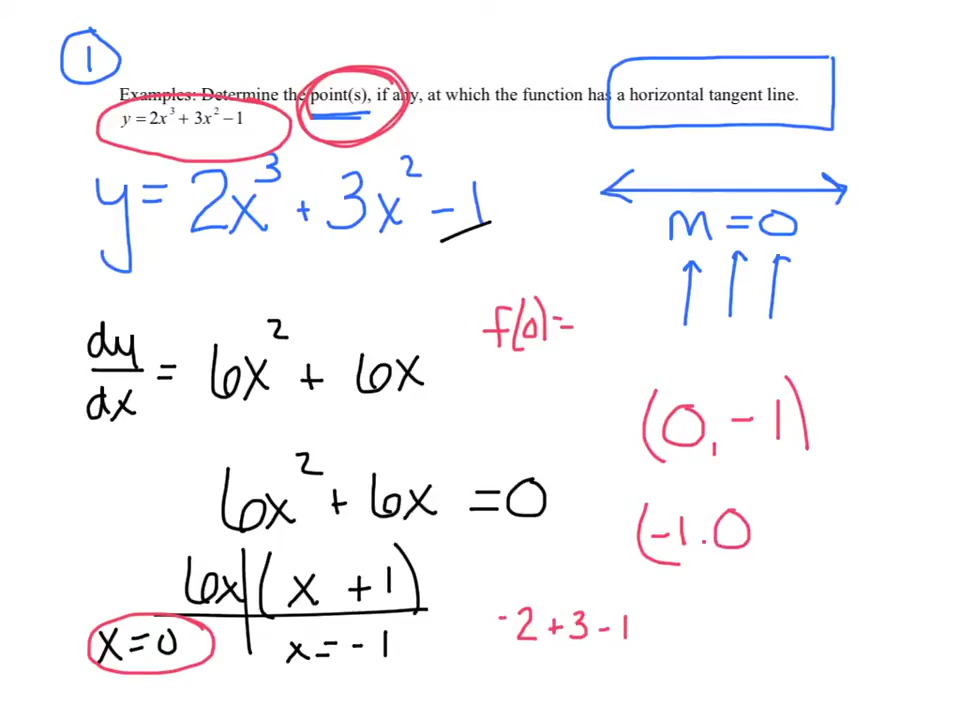 1
Examples: Determine the point(s), if any, at which the function has a horizontal tangent line.
y = 2x³ + 3x² − 1
y = 2x³ + 3x² − 1
m = 0
f(0) =
dy/dx = 6x² + 6x
(0, −1)
6x² + 6x = 0
(−1.0
6x | (x + 1)
x = 0 | x = −1
−2 + 3 − 1